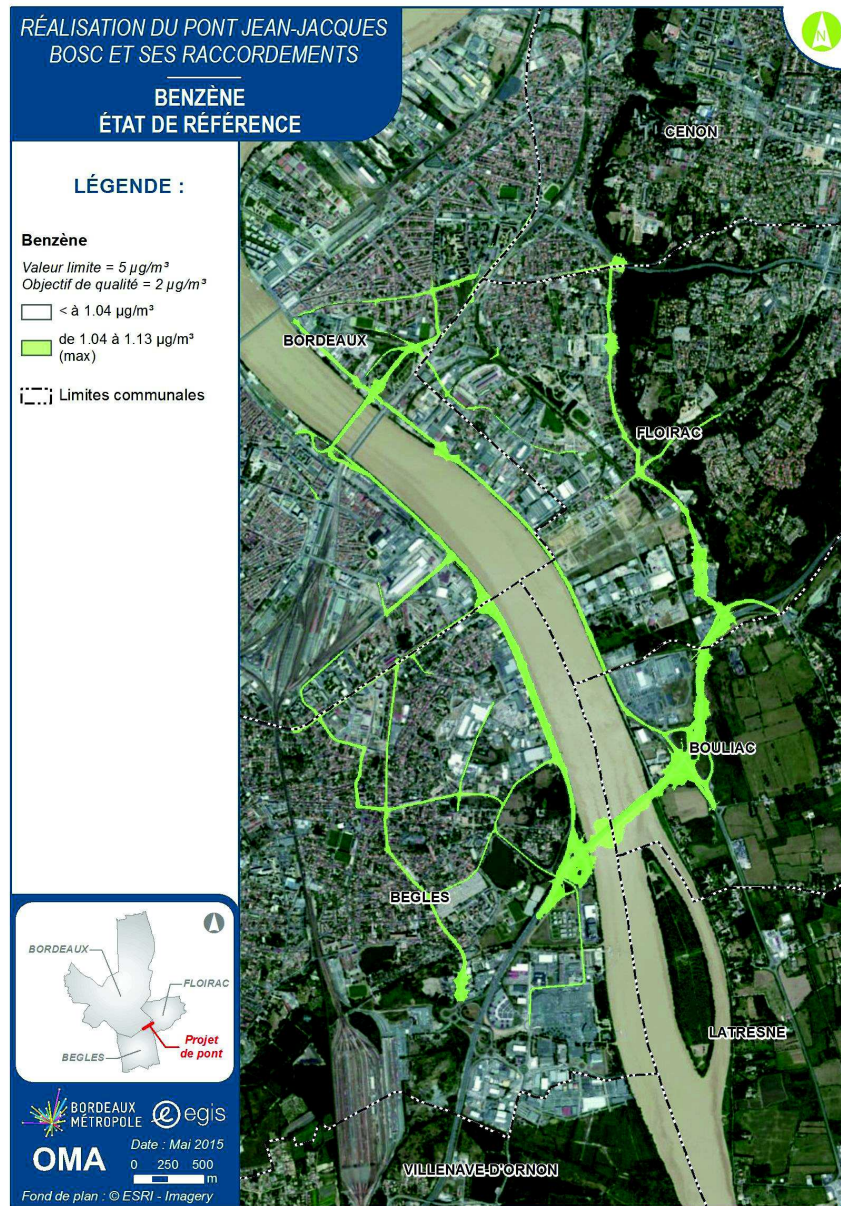 RÉALISATION DU PONT JEAN-JACQUES
BOSC ET SES RACCORDEMENTS
BENZÈNE
ÉTAT DE RÉFÉRENCE
N
LÉGENDE :
Benzène
Valeur limite = 5 µg/m³
Objectif de qualité = 2 µg/m³
< à 1.04 µg/m³
de 1.04 à 1.13 µg/m³
(max)
Limites communales
CENON
BORDEAUX
FLOIRAC
BOULIAC
BEGLES
LATRESNE
VILLENAVE-D'ORNON
BORDEAUX
FLOIRAC
Projet
de pont
BEGLES
BORDEAUX
MÉTROPOLE
egis
OMA
Date : Mai 2015
0 250 500
m
Fond de plan : © ESRI - Imagery